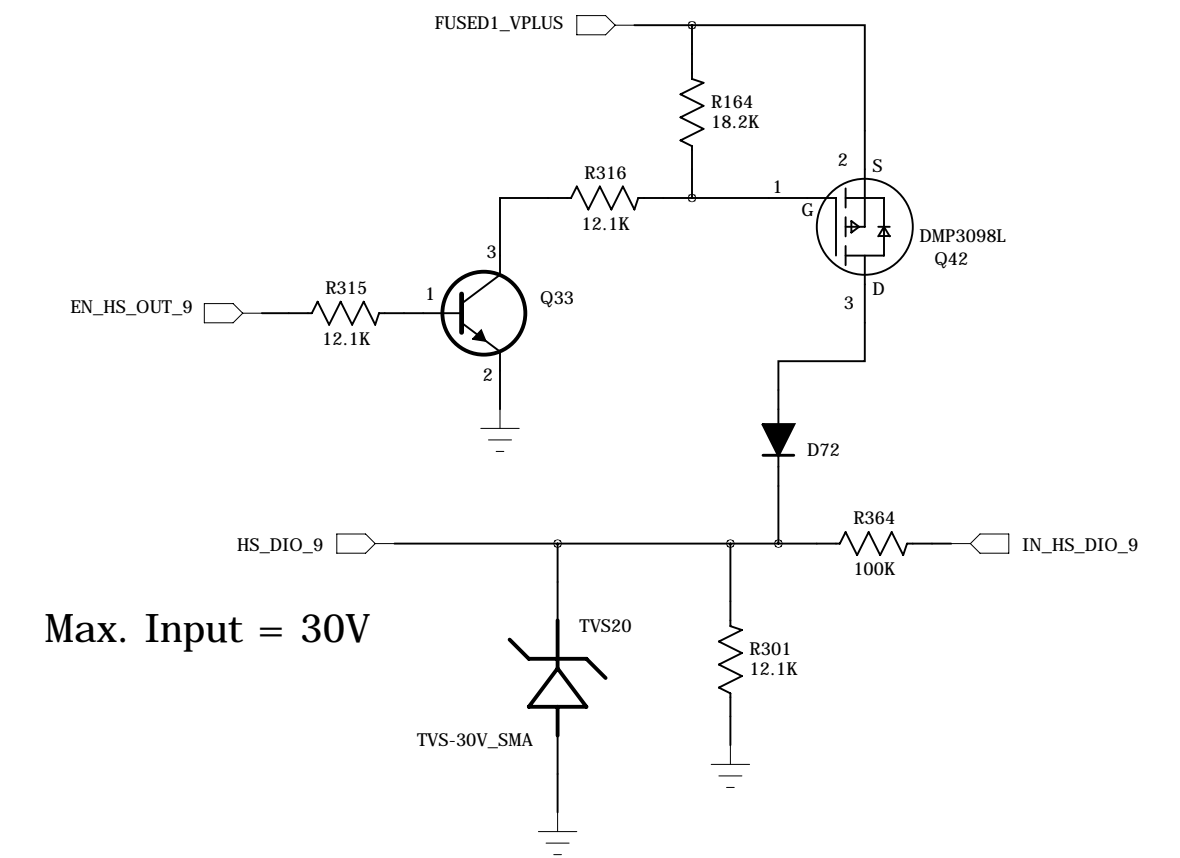 FUSED1_VPLUS
R164
18.2K
2
S
R316
12.1K
1
G
DMP3098L
Q42
D
3
3
R315
12.1K
1
Q33
EN_HS_OUT_9
2
D72
R364
100K
HS_DIO_9
IN_HS_DIO_9
Max. Input = 30V
TVS20
R301
12.1K
TVS-30V_SMA